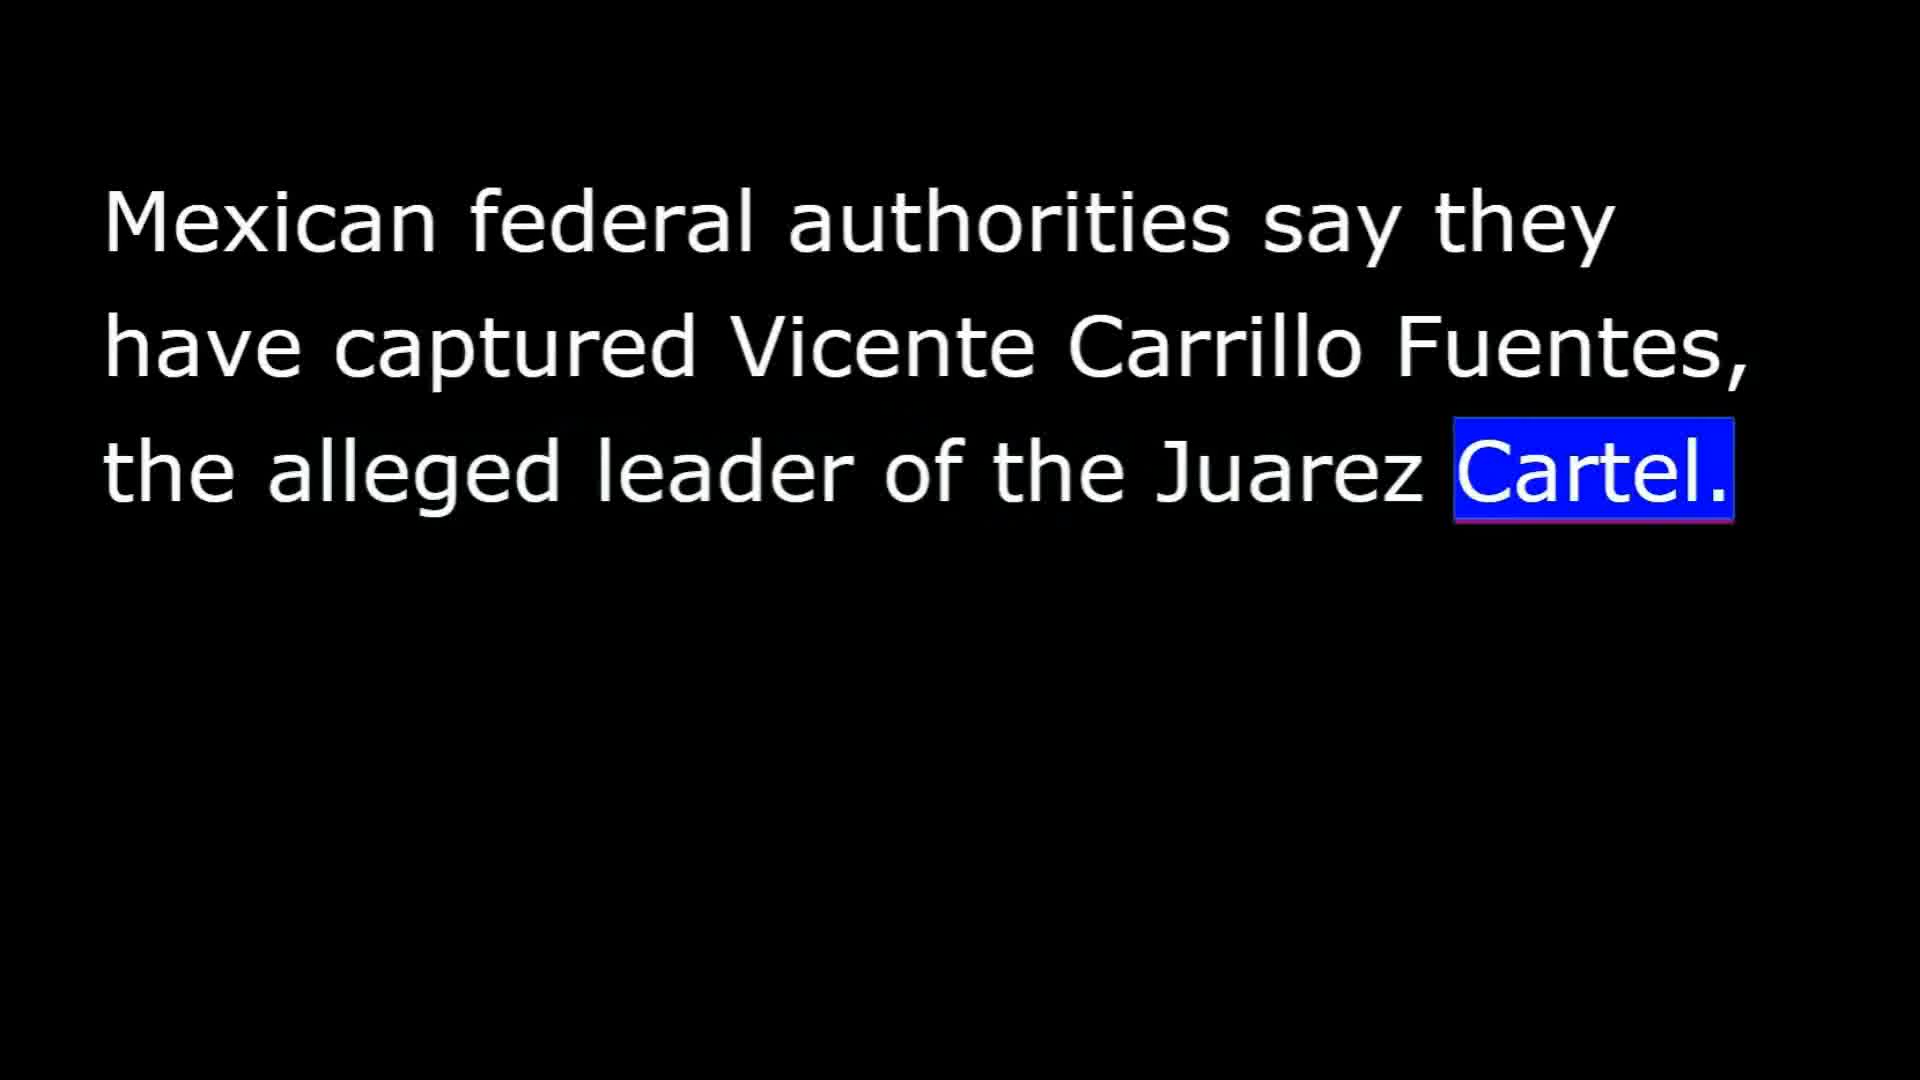 Mexican federal authorities say they
have captured Vicente Carrillo Fuentes,
the alleged leader of the Juarez Cartel.